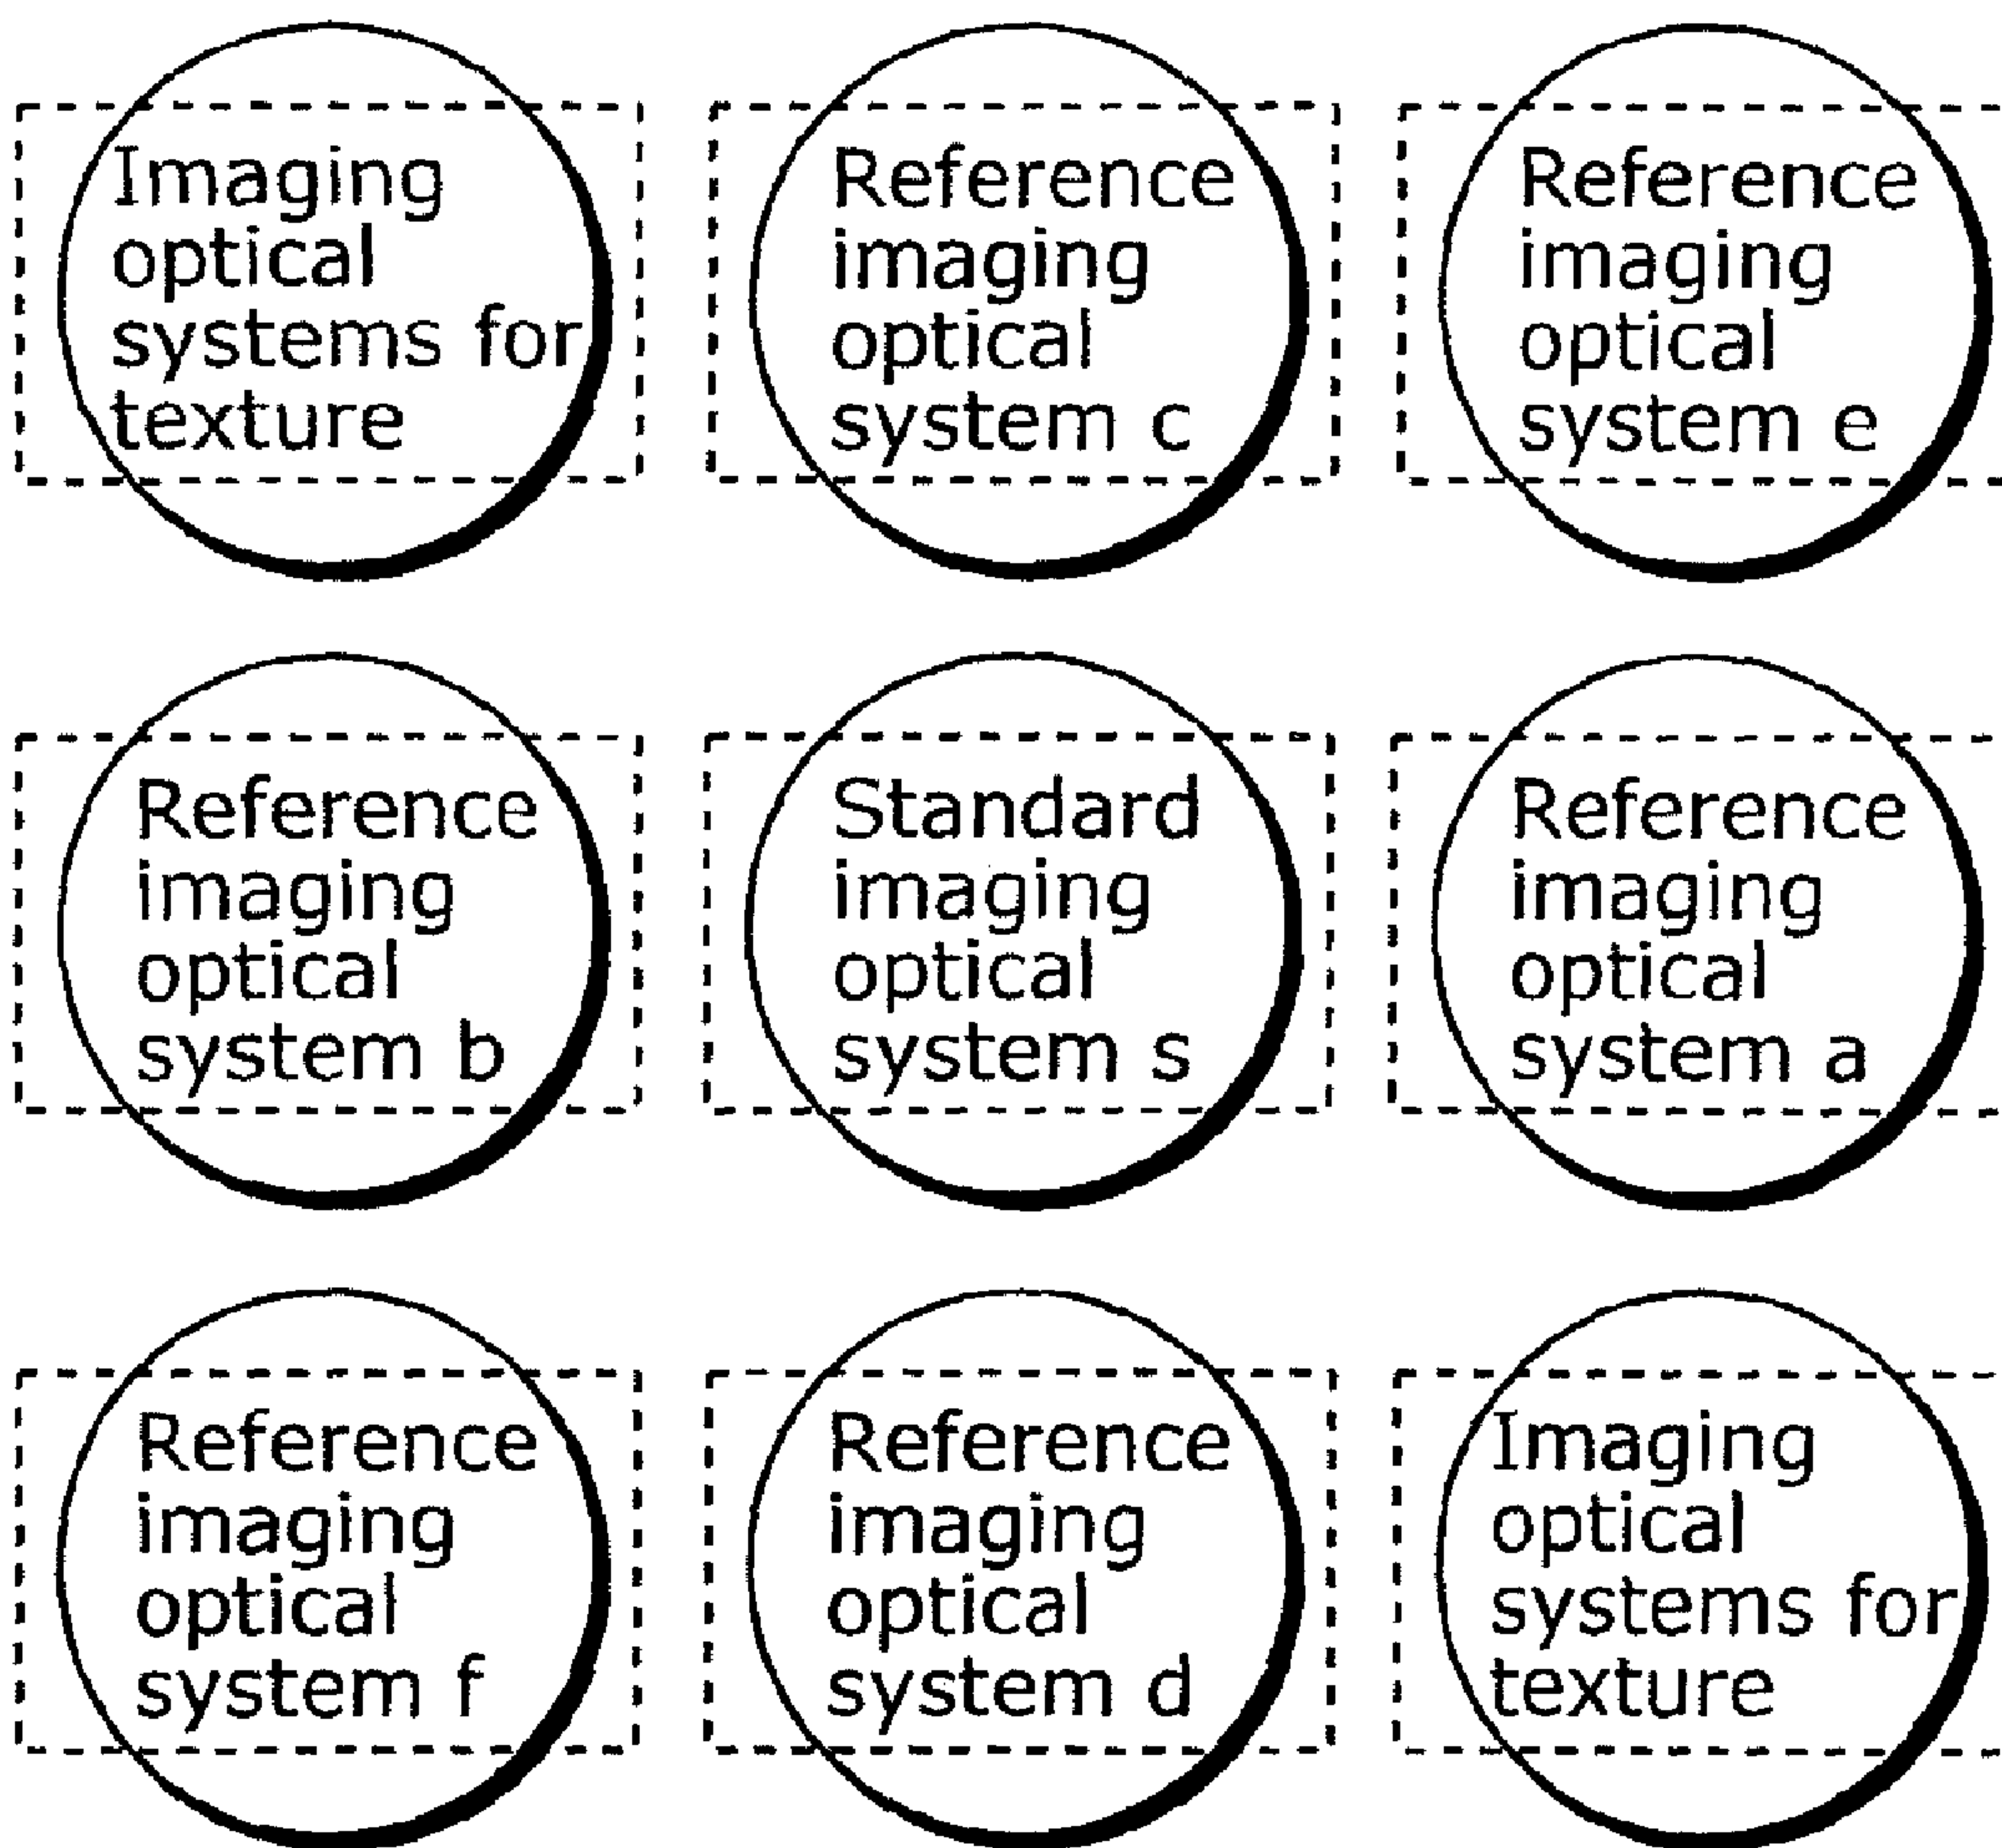 Imaging
optical
systems for
texture
Reference
imaging
optical
system c
Reference
imaging
optical
system e
Reference
imaging
optical
system b
Standard
imaging
optical
system s
Reference
imaging
optical
system a
Reference
imaging
optical
system f
Reference
imaging
optical
system d
Imaging
optical
systems for
texture